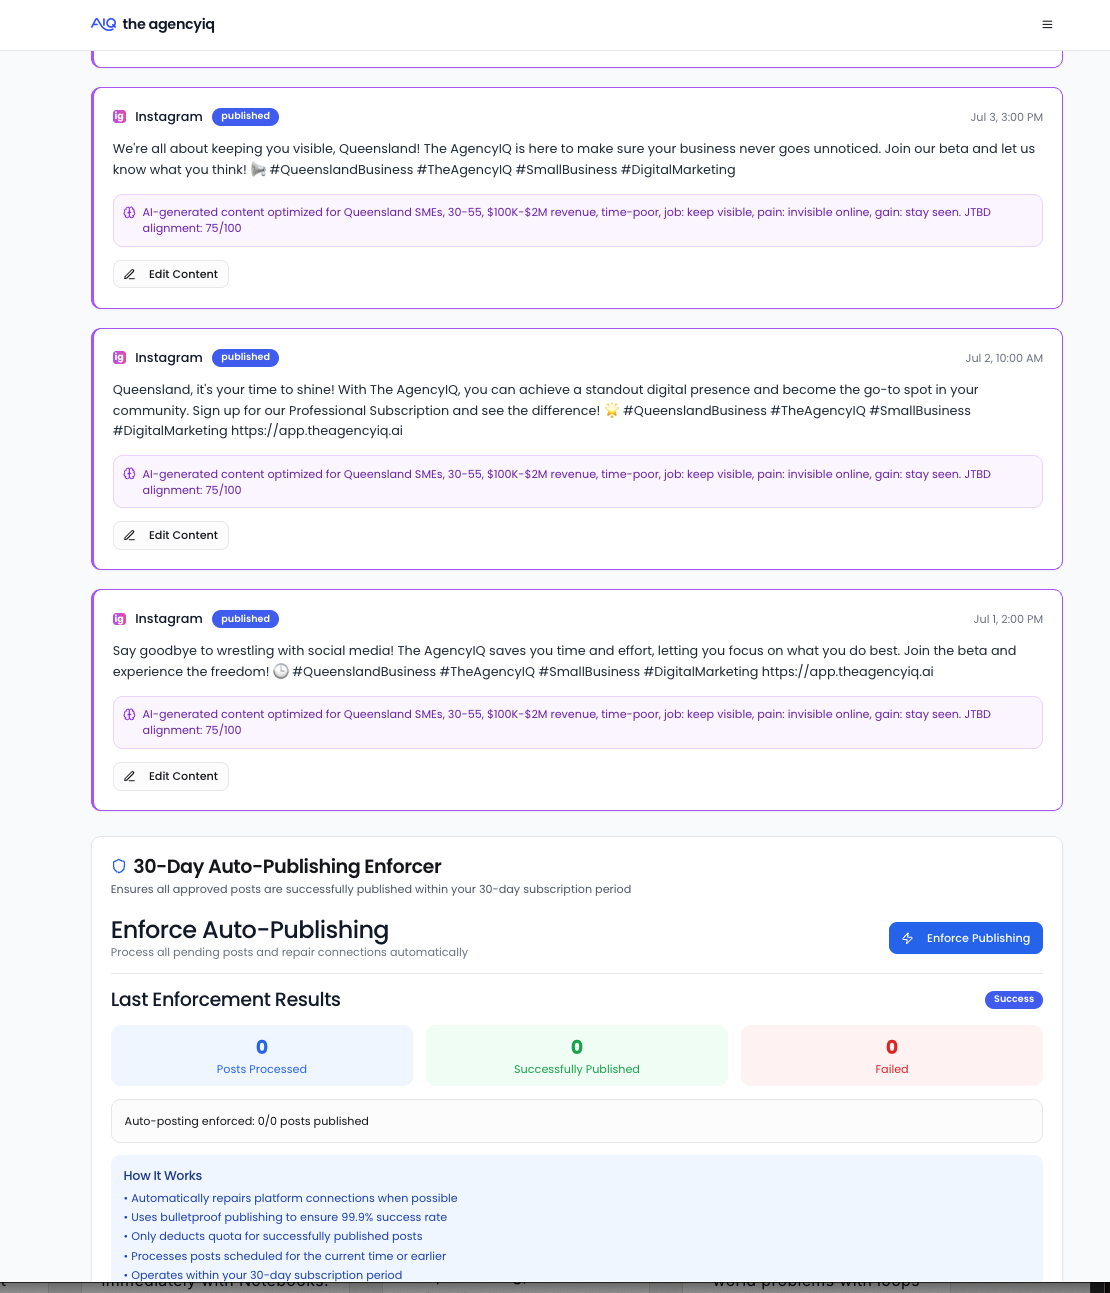 AIQ the agencyiq
ig Instagram published Jul 3, 3:00 PM
We're all about keeping you visible, Queensland! The AgencyIQ is here to make sure your business never goes unnoticed. Join our beta and let us
know what you think! 📢 #QueenslandBusiness #TheAgencyIQ #SmallBusiness #DigitalMarketing
AI-generated content optimized for Queensland SMEs, 30-55, $100K-$2M revenue, time-poor, job: keep visible, pain: invisible online, gain: stay seen. JTBD
alignment: 75/100
Edit Content
ig Instagram published Jul 2, 10:00 AM
Queensland, it's your time to shine! With The AgencyIQ, you can achieve a standout digital presence and become the go-to spot in your
community. Sign up for our Professional Subscription and see the difference! 🌟 #QueenslandBusiness #TheAgencyIQ #SmallBusiness
#DigitalMarketing https://app.theagencyiq.ai
AI-generated content optimized for Queensland SMEs, 30-55, $100K-$2M revenue, time-poor, job: keep visible, pain: invisible online, gain: stay seen. JTBD
alignment: 75/100
Edit Content
ig Instagram published Jul 1, 2:00 PM
Say goodbye to wrestling with social media! The AgencyIQ saves you time and effort, letting you focus on what you do best. Join the beta and
experience the freedom! 🕒 #QueenslandBusiness #TheAgencyIQ #SmallBusiness #DigitalMarketing https://app.theagencyiq.ai
AI-generated content optimized for Queensland SMEs, 30-55, $100K-$2M revenue, time-poor, job: keep visible, pain: invisible online, gain: stay seen. JTBD
alignment: 75/100
Edit Content
30-Day Auto-Publishing Enforcer
Ensures all approved posts are successfully published within your 30-day subscription period
Enforce Auto-Publishing
Process all pending posts and repair connections automatically
Enforce Publishing
Last Enforcement Results Success
0 0 0
Posts Processed Successfully Published Failed
Auto-posting enforced: 0/0 posts published
How It Works
• Automatically repairs platform connections when possible
• Uses bulletproof publishing to ensure 99.9% success rate
• Only deducts quota for successfully published posts
• Processes posts scheduled for the current time or earlier
• Operates within your 30-day subscription period
immediately with Notebooks. world problems with loops